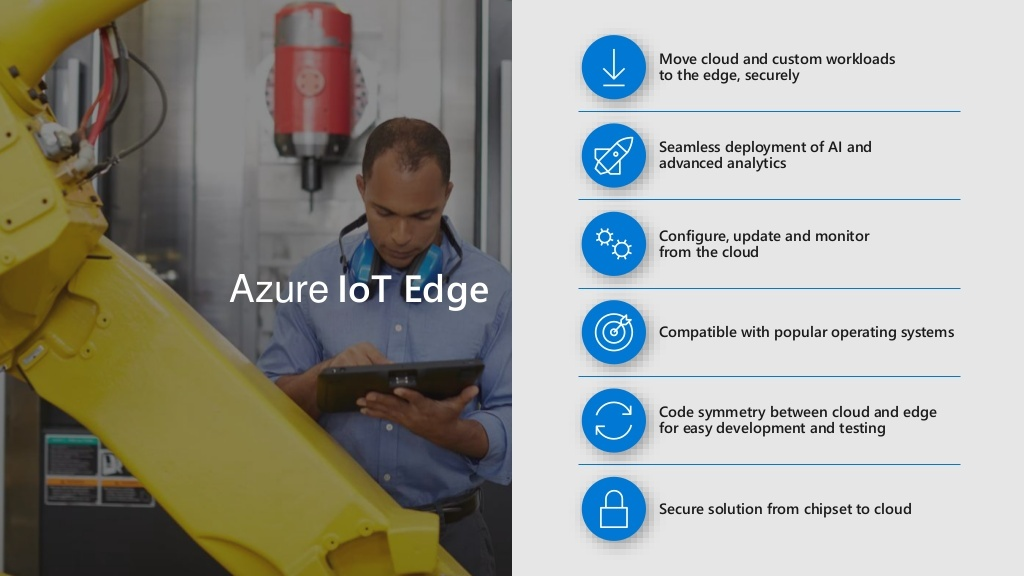 Azure IoT Edge
Move cloud and custom workloads
to the edge, securely
Seamless deployment of AI and
advanced analytics
Configure, update and monitor
from the cloud
Compatible with popular operating systems
Code symmetry between cloud and edge
for easy development and testing
Secure solution from chipset to cloud